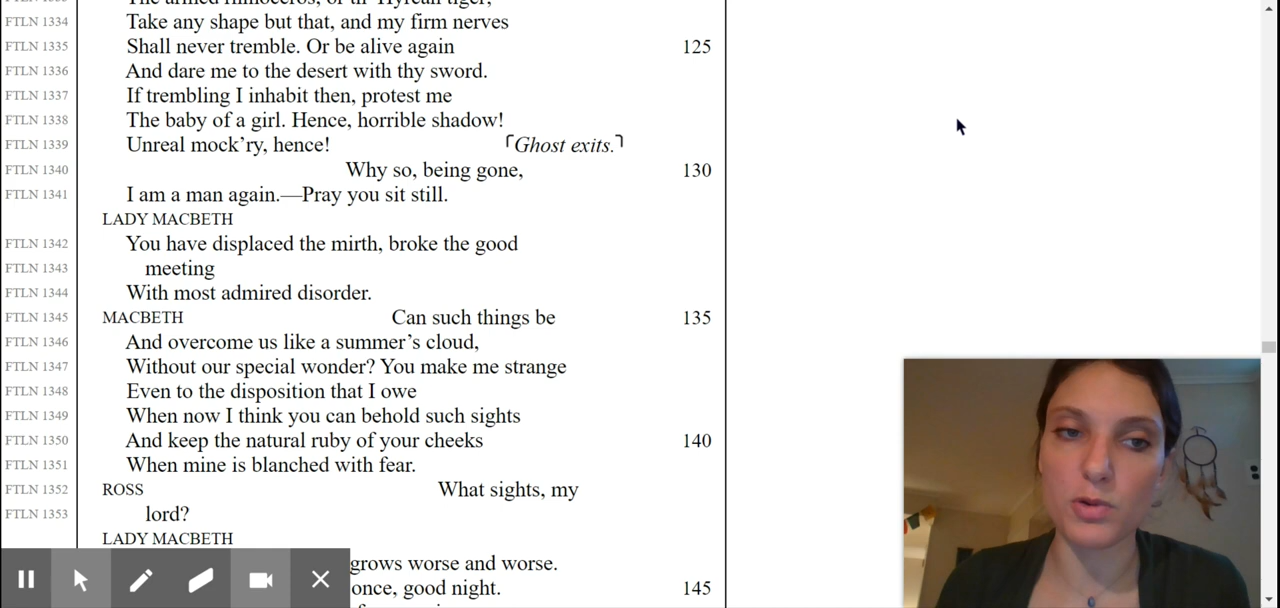 The armed rhinoceros, or th' Hyrcan tiger;
FTLN 1334 Take any shape but that, and my firm nerves
FTLN 1335 Shall never tremble. Or be alive again 125
FTLN 1336 And dare me to the desert with thy sword.
FTLN 1337 If trembling I inhabit then, protest me
FTLN 1338 The baby of a girl. Hence, horrible shadow!
FTLN 1339 Unreal mock’ry, hence! ⌜Ghost exits.⌝
FTLN 1340 Why so, being gone, 130
FTLN 1341 I am a man again.—Pray you sit still.
LADY MACBETH
FTLN 1342 You have displaced the mirth, broke the good
FTLN 1343 meeting
FTLN 1344 With most admired disorder.
FTLN 1345 MACBETH Can such things be 135
FTLN 1346 And overcome us like a summer’s cloud,
FTLN 1347 Without our special wonder? You make me strange
FTLN 1348 Even to the disposition that I owe
FTLN 1349 When now I think you can behold such sights
FTLN 1350 And keep the natural ruby of your cheeks 140
FTLN 1351 When mine is blanched with fear.
FTLN 1352 ROSS What sights, my
FTLN 1353 lord?
LADY MACBETH
grows worse and worse.
once, good night. 145